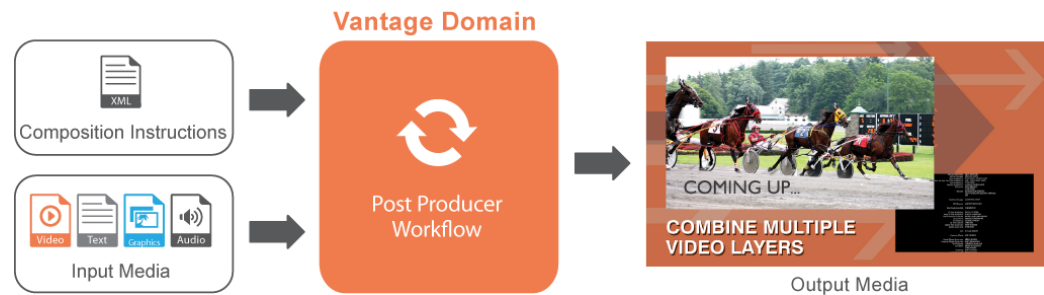 Vantage Domain
XML
Composition Instructions
Video
Text
Graphics
Audio
Input Media
Post Producer
Workflow
COMING UP...
COMBINE MULTIPLE
VIDEO LAYERS
Output Media